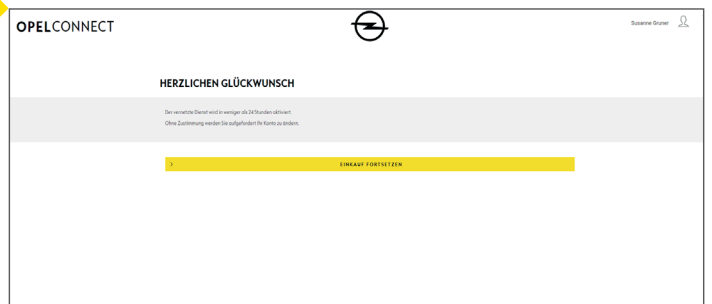 OPELCONNECT
Susanne Gruner
HERZLICHEN GLÜCKWUNSCH
Der vernetzte Dienst wird in weniger als 24 Stunden aktiviert.
Ohne Zustimmung werden Sie aufgefordert Ihr Konto zu ändern.
> EINKAUF FORTSETZEN